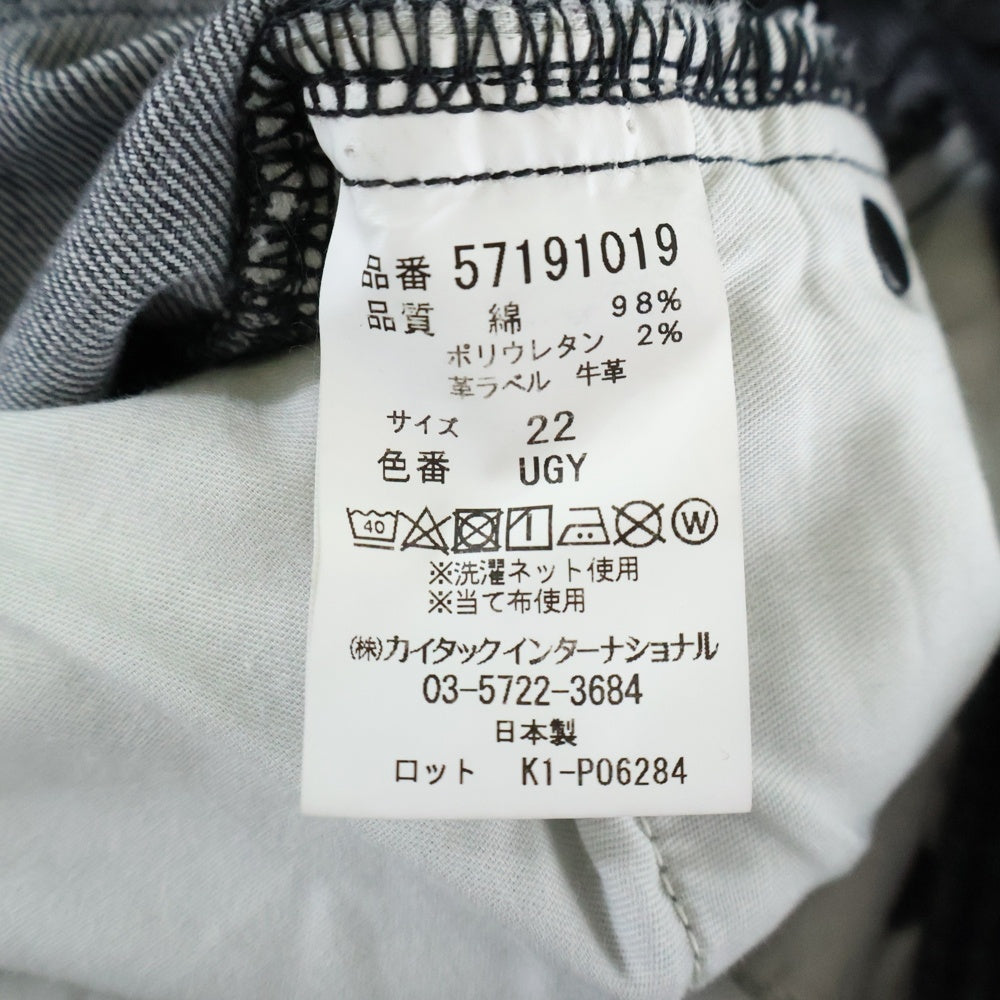 品番 57191019
品質 綿 98%
ポリウレタン 2%
革ラベル 牛革
サイズ 22
色番 UGY
40 W
※洗濯ネット使用
※当て布使用
(株)カイタックインターナショナル
03-5722-3684
日本製
ロット K1-P06284